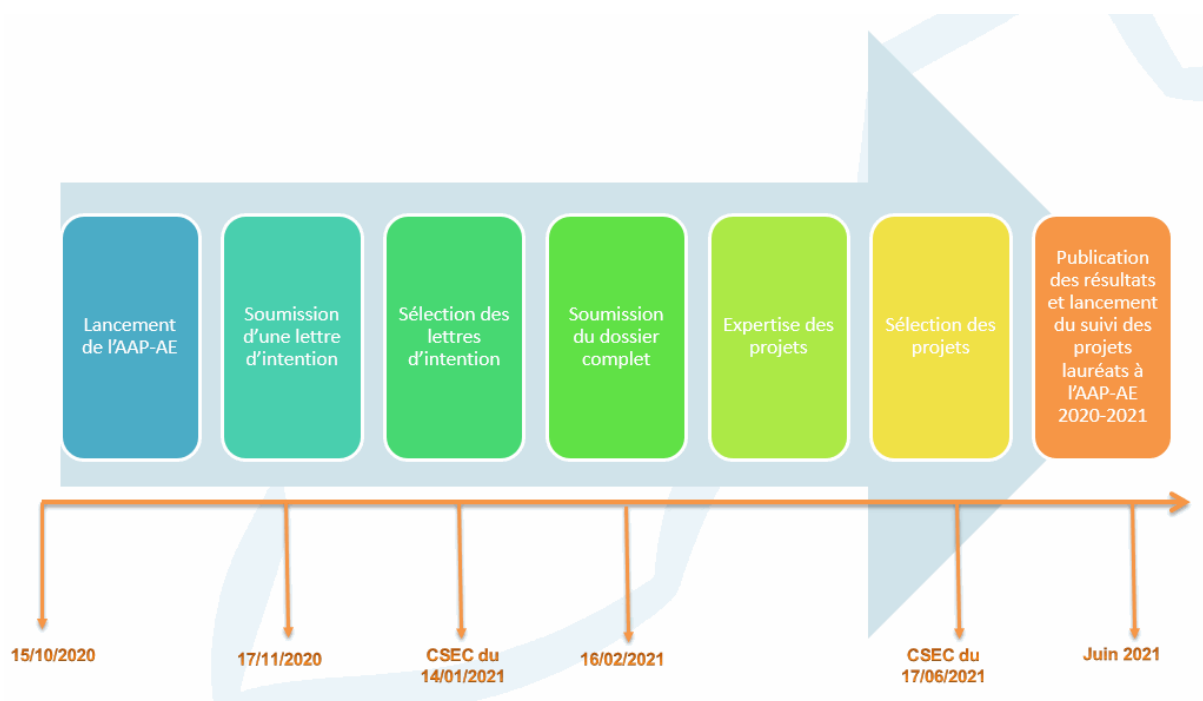 Lancement
de l'AAP-AE
Soumission
d'une lettre
d'intention
Sélection des
lettres
d'intention
Soumission
du dossier
complet
Expertise des
projets
Sélection des
projets
Publication
des résultats
et lancement
du suivi des
projets
lauréats à
l'AAP-AE
2020-2021
15/10/2020
17/11/2020
CSEC du
14/01/2021
16/02/2021
CSEC du
17/06/2021
Juin 2021